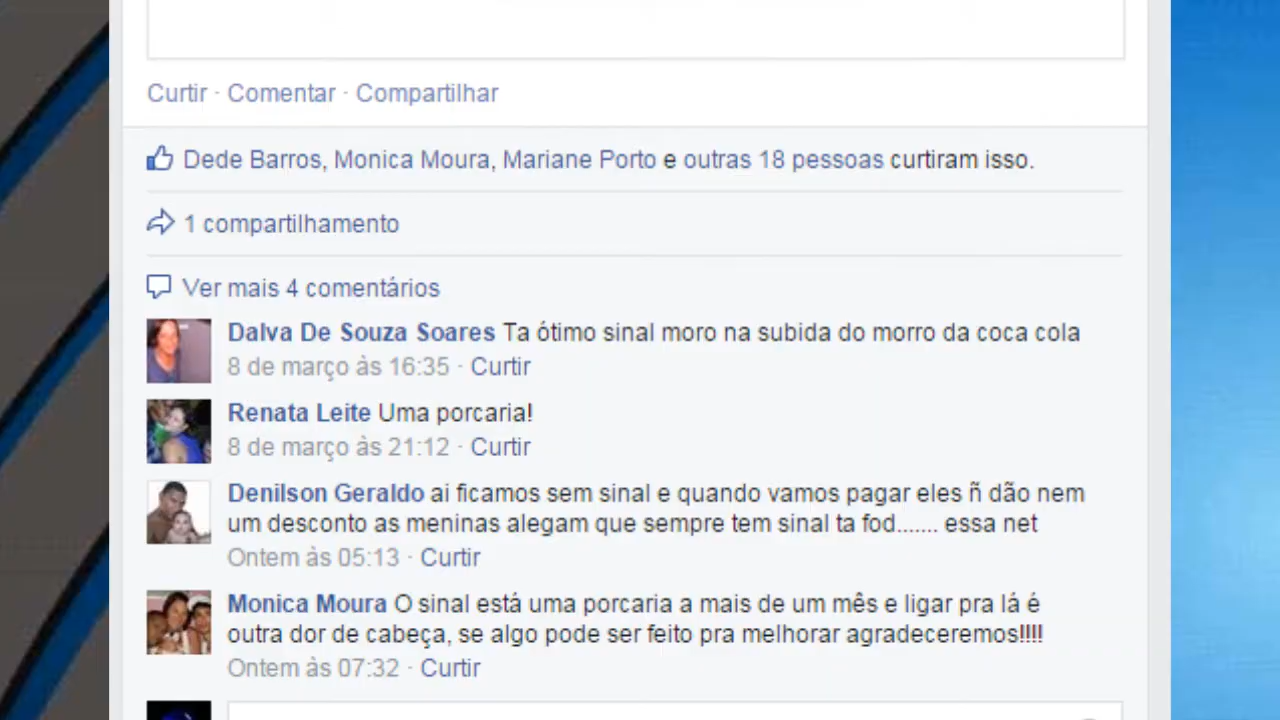 Curtir · Comentar · Compartilhar
Dede Barros, Monica Moura, Mariane Porto e outras 18 pessoas curtiram isso.
1 compartilhamento
Ver mais 4 comentários
Dalva De Souza Soares Ta ótimo sinal moro na subida do morro da coca cola
8 de março às 16:35 · Curtir
Renata Leite Uma porcaria!
8 de março às 21:12 · Curtir
Denilson Geraldo ai ficamos sem sinal e quando vamos pagar eles ñ dão nem
um desconto as meninas alegam que sempre tem sinal ta fod....... essa net
Ontem às 05:13 · Curtir
Monica Moura O sinal está uma porcaria a mais de um mês e ligar pra lá é
outra dor de cabeça, se algo pode ser feito pra melhorar agradeceremos!!!!
Ontem às 07:32 · Curtir